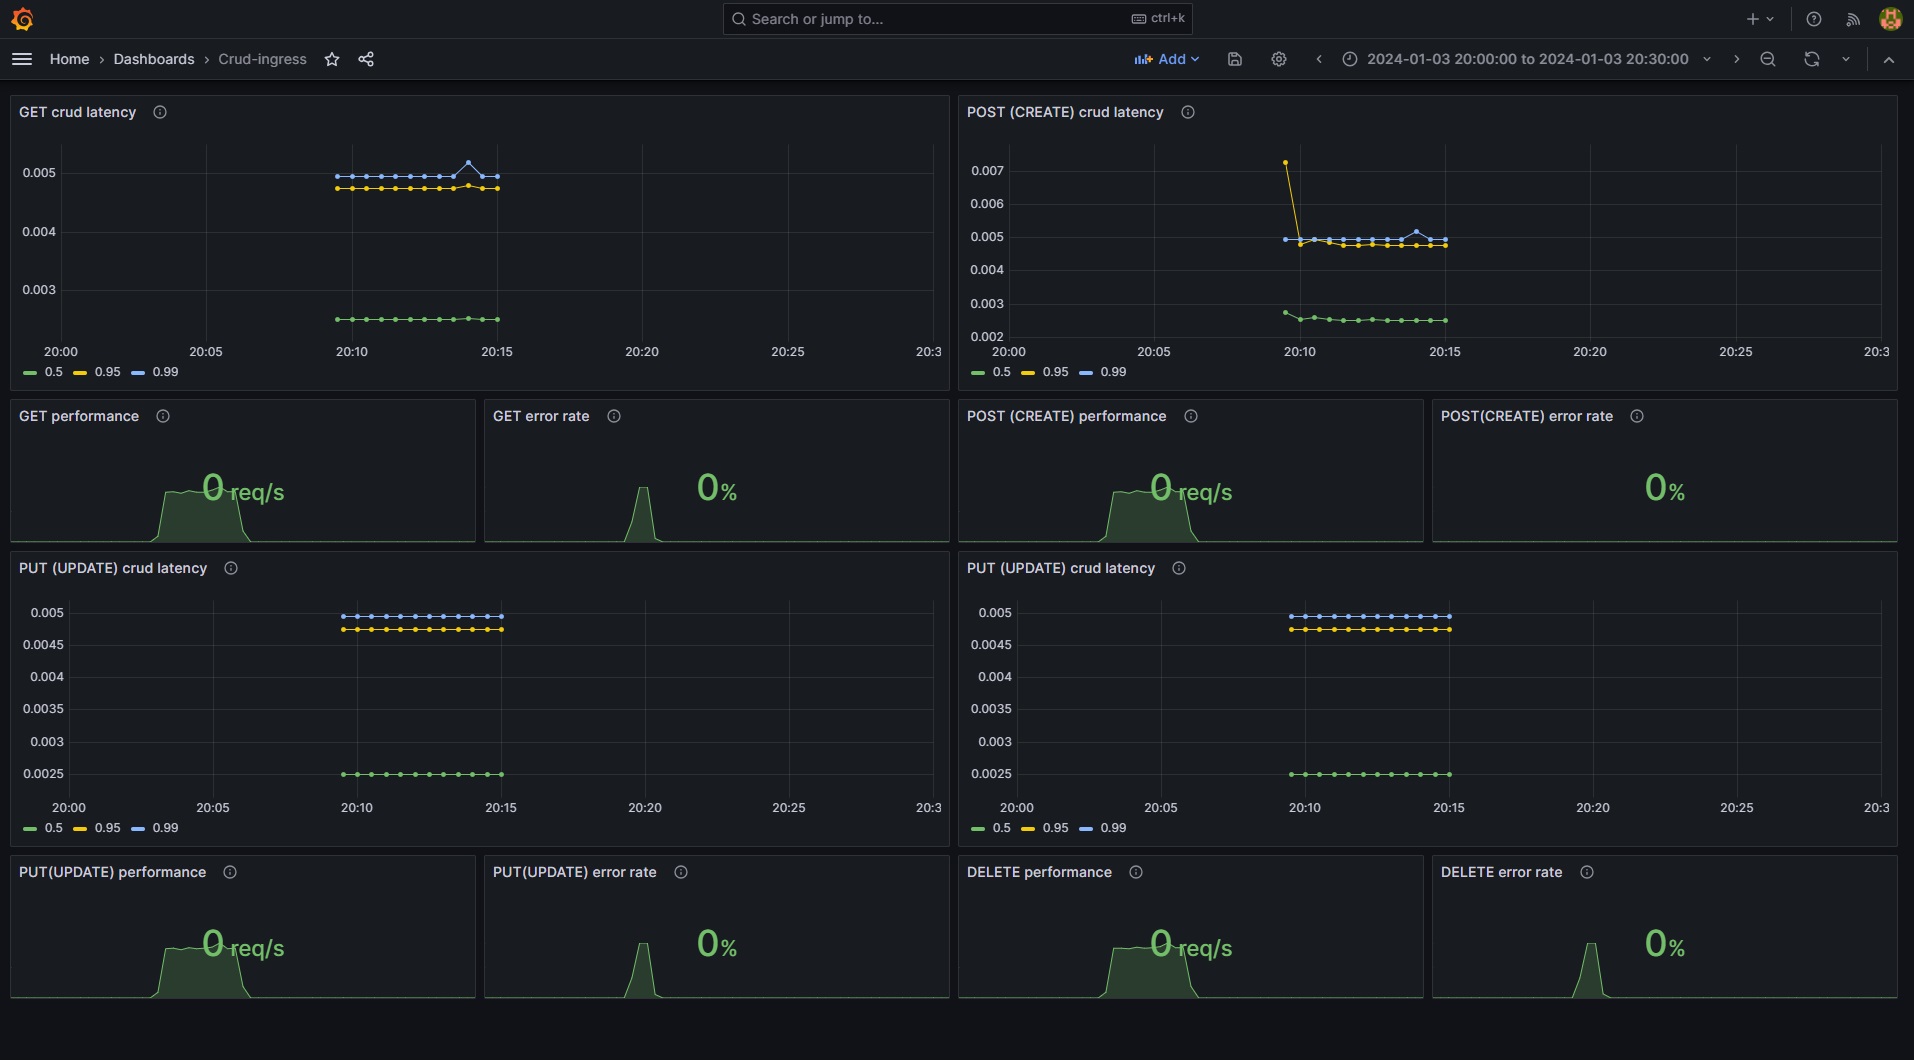 Search or jump to...
ctrl+k
Home › Dashboards › Crud-ingress
Add
2024-01-03 20:00:00 to 2024-01-03 20:30:00
GET crud latency
0.005
0.004
0.003
20:00 20:05 20:10 20:15 20:20 20:25 20:3
0.5 0.95 0.99
POST (CREATE) crud latency
0.007
0.006
0.005
0.004
0.003
0.002
20:00 20:05 20:10 20:15 20:20 20:25 20:3
0.5 0.95 0.99
GET performance
0 req/s
GET error rate
0%
POST (CREATE) performance
0 req/s
POST(CREATE) error rate
0%
PUT (UPDATE) crud latency
0.005
0.0045
0.004
0.0035
0.003
0.0025
20:00 20:05 20:10 20:15 20:20 20:25 20:3
0.5 0.95 0.99
PUT (UPDATE) crud latency
0.005
0.0045
0.004
0.0035
0.003
0.0025
20:00 20:05 20:10 20:15 20:20 20:25 20:3
0.5 0.95 0.99
PUT(UPDATE) performance
0 req/s
PUT(UPDATE) error rate
0%
DELETE performance
0 req/s
DELETE error rate
0%